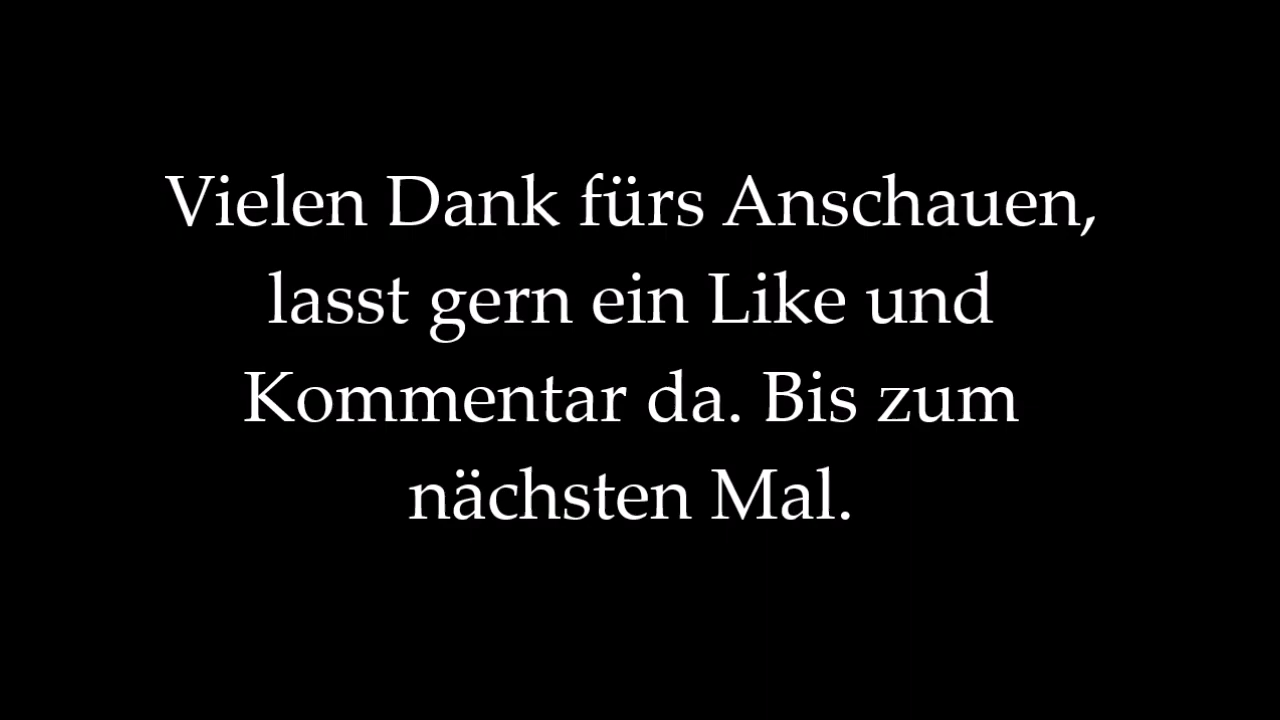 Vielen Dank fürs Anschauen,
lasst gern ein Like und
Kommentar da. Bis zum
nächsten Mal.